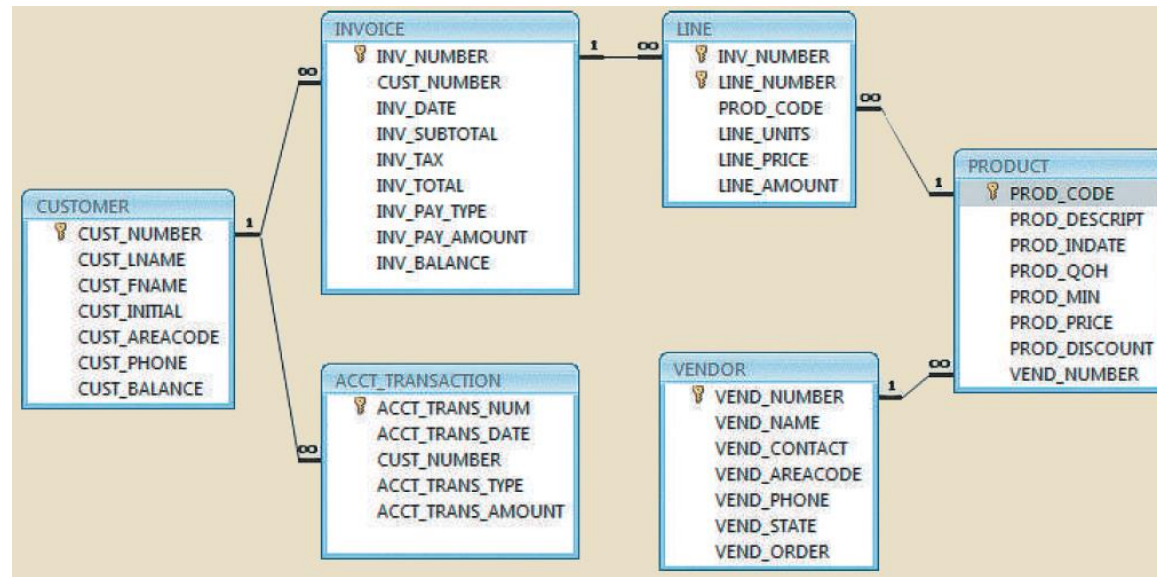 INVOICE
INV_NUMBER
CUST_NUMBER
INV_DATE
INV_SUBTOTAL
INV_TAX
INV_TOTAL
INV_PAY_TYPE
INV_PAY_AMOUNT
INV_BALANCE
1
∞
LINE
INV_NUMBER
LINE_NUMBER
PROD_CODE
LINE_UNITS
LINE_PRICE
LINE_AMOUNT
∞
1
PRODUCT
PROD_CODE
PROD_DESCRIPT
PROD_INDATE
PROD_QOH
PROD_MIN
PROD_PRICE
PROD_DISCOUNT
VEND_NUMBER
CUSTOMER
CUST_NUMBER
CUST_LNAME
CUST_FNAME
CUST_INITIAL
CUST_AREACODE
CUST_PHONE
CUST_BALANCE
1
∞
∞
ACCT_TRANSACTION
ACCT_TRANS_NUM
ACCT_TRANS_DATE
CUST_NUMBER
ACCT_TRANS_TYPE
ACCT_TRANS_AMOUNT
VENDOR
VEND_NUMBER
VEND_NAME
VEND_CONTACT
VEND_AREACODE
VEND_PHONE
VEND_STATE
VEND_ORDER
1
∞